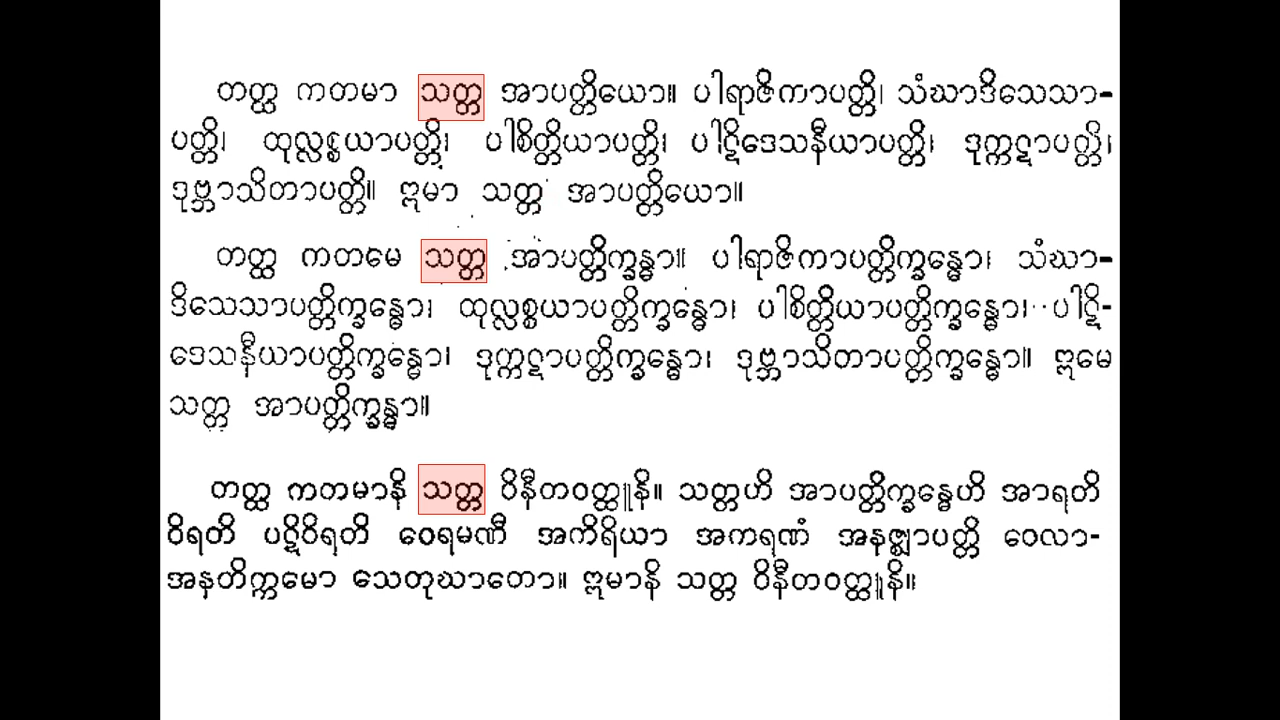 တတ္ထ ကတမာ သတ္တ အာပတ္တိယော။ ပါရာဇိကာပတ္တိ၊ သံဃာဒိသေသာ-
ပတ္တိ၊ ထုလ္လစ္စယာပတ္တိ၊ ပါစိတ္တိယာပတ္တိ၊ ပါဋိဒေသနီယာပတ္တိ၊ ဒုက္ကဋာပတ္တိ၊
ဒုဗ္ဘာသိတာပတ္တိ။ ဣမာ သတ္တ အာပတ္တိယော။
တတ္ထ ကတမေ သတ္တ အာပတ္တိက္ခန္ဓာ။ ပါရာဇိကာပတ္တိက္ခန္ဓော၊ သံဃာ-
ဒိသေသာပတ္တိက္ခန္ဓော၊ ထုလ္လစ္စယာပတ္တိက္ခန္ဓော၊ ပါစိတ္တိယာပတ္တိက္ခန္ဓော၊ ပါဋိ-
ဒေသနီယာပတ္တိက္ခန္ဓော၊ ဒုက္ကဋာပတ္တိက္ခန္ဓော၊ ဒုဗ္ဘာသိတာပတ္တိက္ခန္ဓော။ ဣမေ
သတ္တ အာပတ္တိက္ခန္ဓာ။
တတ္ထ ကတမာနိ သတ္တ ဝိနီတဝတ္ထူနိ။ သတ္တဟိ အာပတ္တိက္ခန္ဓေဟိ အာရတိ
ဝိရတိ ပဋိဝိရတိ ဝေရမဏီ အကိရိယာ အကရဏံ အနဇ္ဈာပတ္တိ ဝေလာ-
အနတိက္ကမော သေတုဃာတော။ ဣမာနိ သတ္တ ဝိနီတဝတ္ထူနိ။